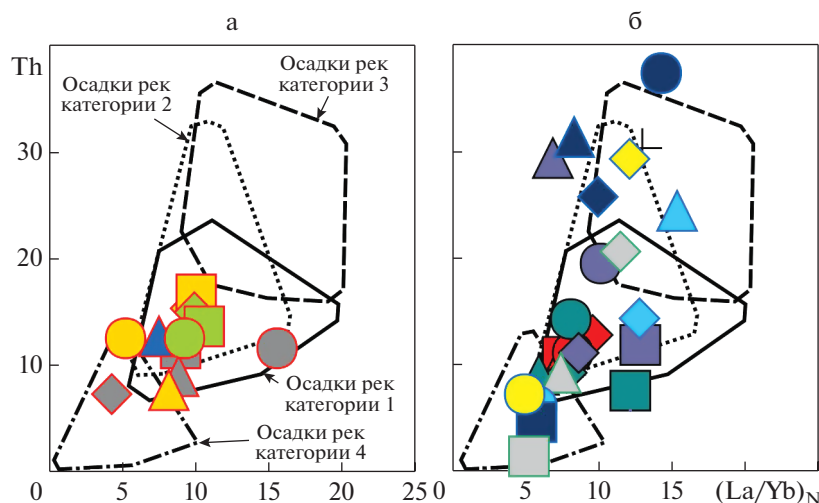 а
б
Th
Осадки рек
категории 2
Осадки рек
категории 3
30
20
10
Осадки рек
категории 1
Осадки рек
категории 4
0
5
10
15
20
25
0
5
10
15
(La/Yb)N